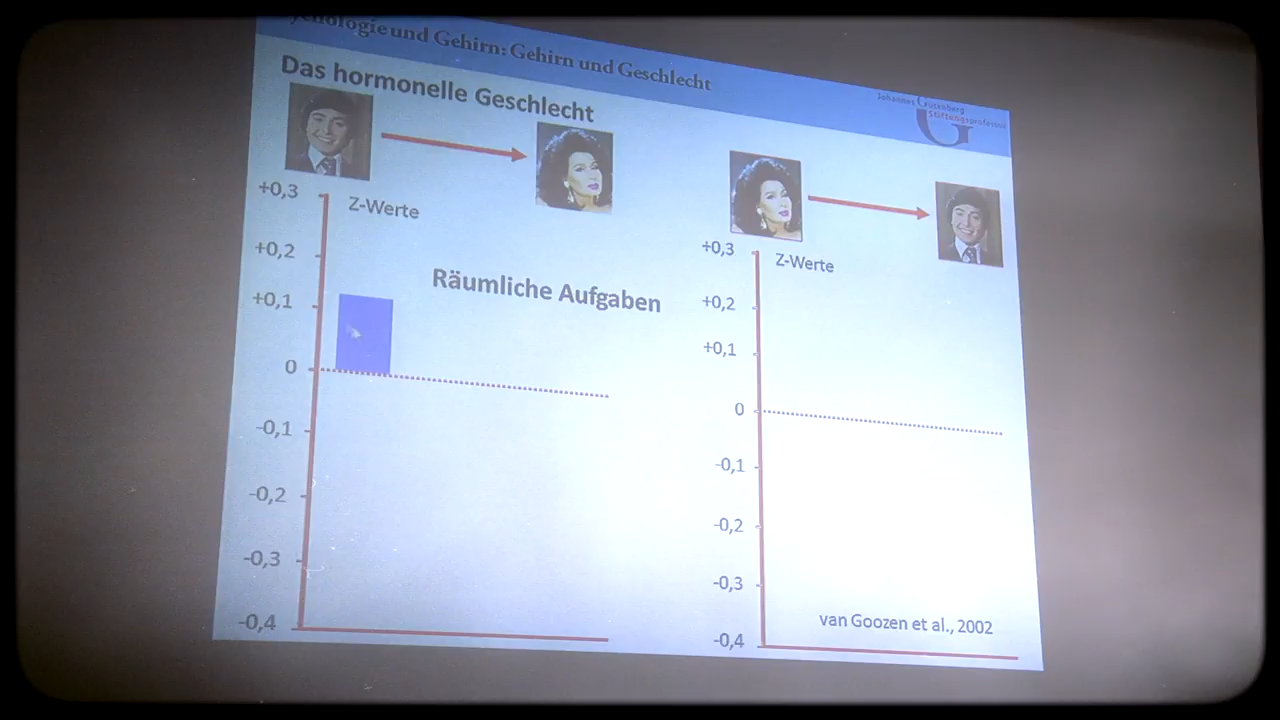 ychologie und Gehirn: Gehirn und Geschlecht
Johannes Gutenberg
Stiftungsprofessur
Das hormonelle Geschlecht
+0,3
Z-Werte
+0,2
+0,1
0
-0,1
-0,2
-0,3
-0,4
Räumliche Aufgaben
+0,3
Z-Werte
+0,2
+0,1
0
-0,1
-0,2
-0,3
-0,4
van Goozen et al., 2002